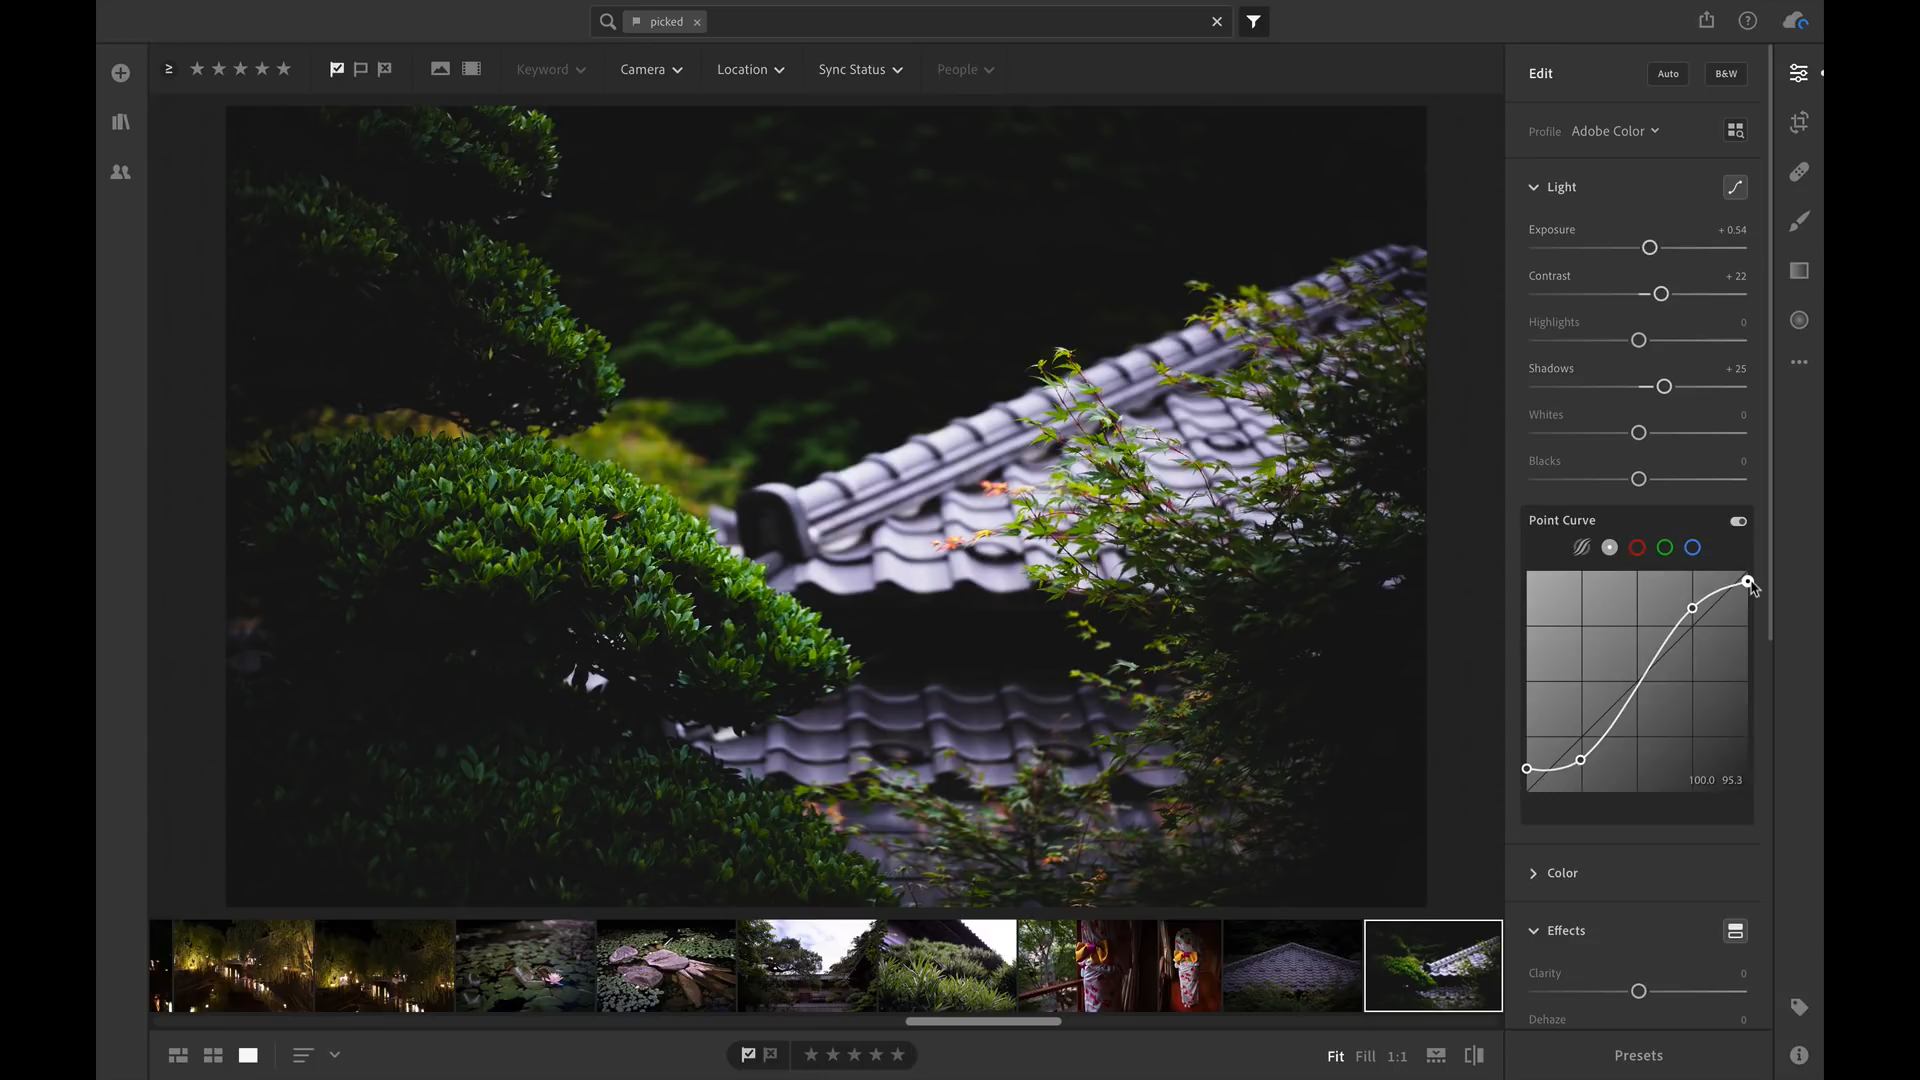 picked
≥
Keyword
Camera
Location
Sync Status
People
Edit
Auto
B&W
Profile Adobe Color
Light
Exposure + 0.54
Contrast + 22
Highlights 0
Shadows + 25
Whites 0
Blacks 0
Point Curve
100.0 95.3
Color
Effects
Clarity 0
Dehaze 0
Fit Fill 1:1
Presets